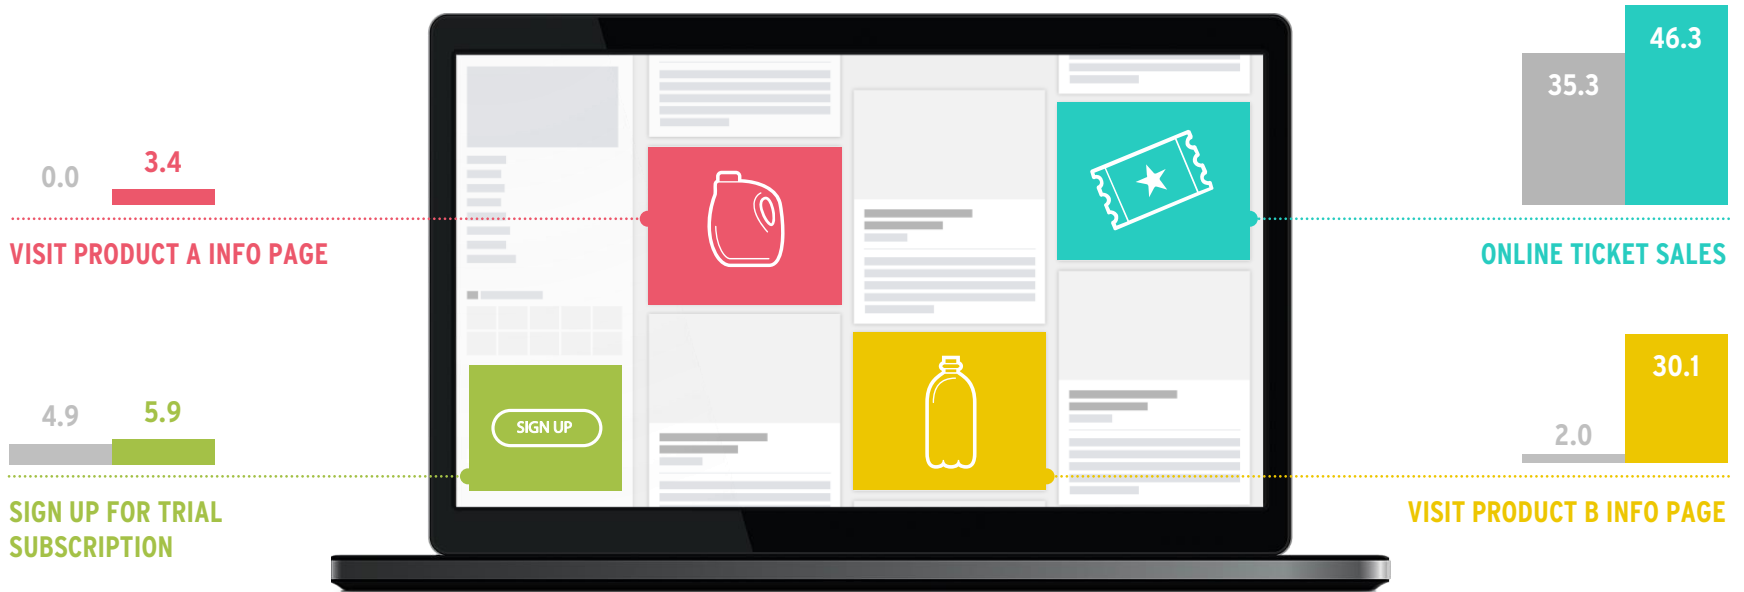 0.0
3.4
VISIT PRODUCT A INFO PAGE
4.9
5.9
SIGN UP FOR TRIAL
SUBSCRIPTION
SIGN UP
35.3
46.3
ONLINE TICKET SALES
2.0
30.1
VISIT PRODUCT B INFO PAGE